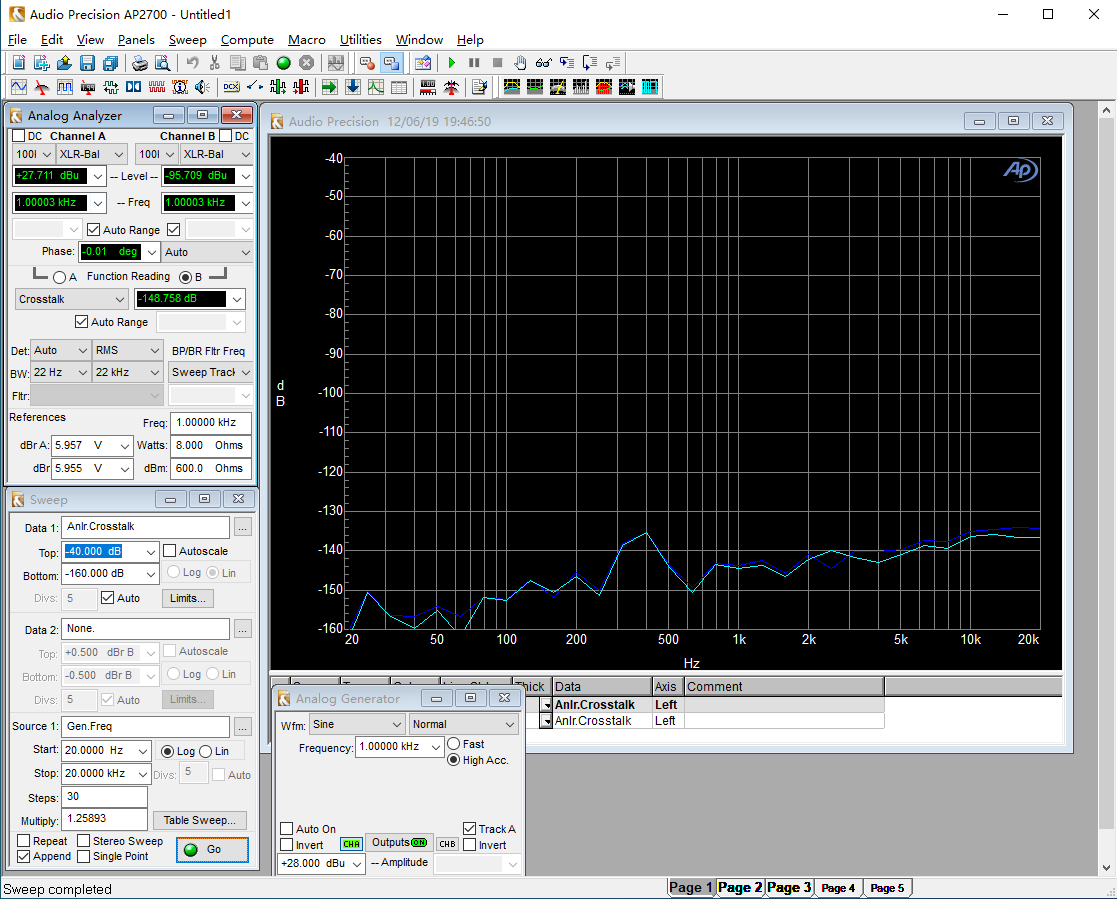 Audio Precision AP2700 - Untitled1
File Edit View Panels Sweep Compute Macro Utilities Window Help
Analog Analyzer
DC Channel A Channel B DC
XLR-Bal XLR-Bal
+27.711 dBu -- Level -- -95.709 dBu
1.00003 kHz -- Freq 1.00003 kHz
Auto Range
Phase: -0.01 deg Auto
A Function Reading B
Crosstalk -148.758 dB
Auto Range
Det: Auto RMS BP/BR Fltr Freq
BW: 22 Hz 22 kHz Sweep Track
Fltr:
References Freq: 1.00000 kHz
dBr A: 5.957 V Watts: 8.000 Ohms
dBr 5.955 V dBm: 600.0 Ohms
Sweep
Data 1: Anlr.Crosstalk ...
Top: -40.000 dB Autoscale
Bottom: -160.000 dB Log Lin
Divs: 5 Auto Limits...
Data 2: None. ...
Top: +0.500 dBr B Autoscale
Bottom: -0.500 dBr B Log Lin
Divs: 5 Auto Limits...
Source 1: Gen.Freq ...
Start: 20.0000 Hz Log Lin
Stop: 20.0000 kHz Divs: 5 Auto
Steps: 30
Multiply: 1.25893 Table Sweep...
Repeat Stereo Sweep
Append Single Point
Go
Audio Precision 12/06/19 19:46:50
Ap
-40
-50
-60
-70
-80
-90
-100
-110
-120
-130
-140
-150
-160
d
B
20 50 100 200 500 1k 2k 5k 10k 20k
Hz
Thick Data Axis Comment
Anlr.Crosstalk Left
Anlr.Crosstalk Left
Analog Generator
Wfm: Sine Normal
Frequency: 1.00000 kHz Fast
High Acc.
Auto On Track A
Invert CHA Outputs ON CHB Invert
+28.000 dBu -- Amplitude
Sweep completed
Page 1 Page 2 Page 3 Page 4 Page 5